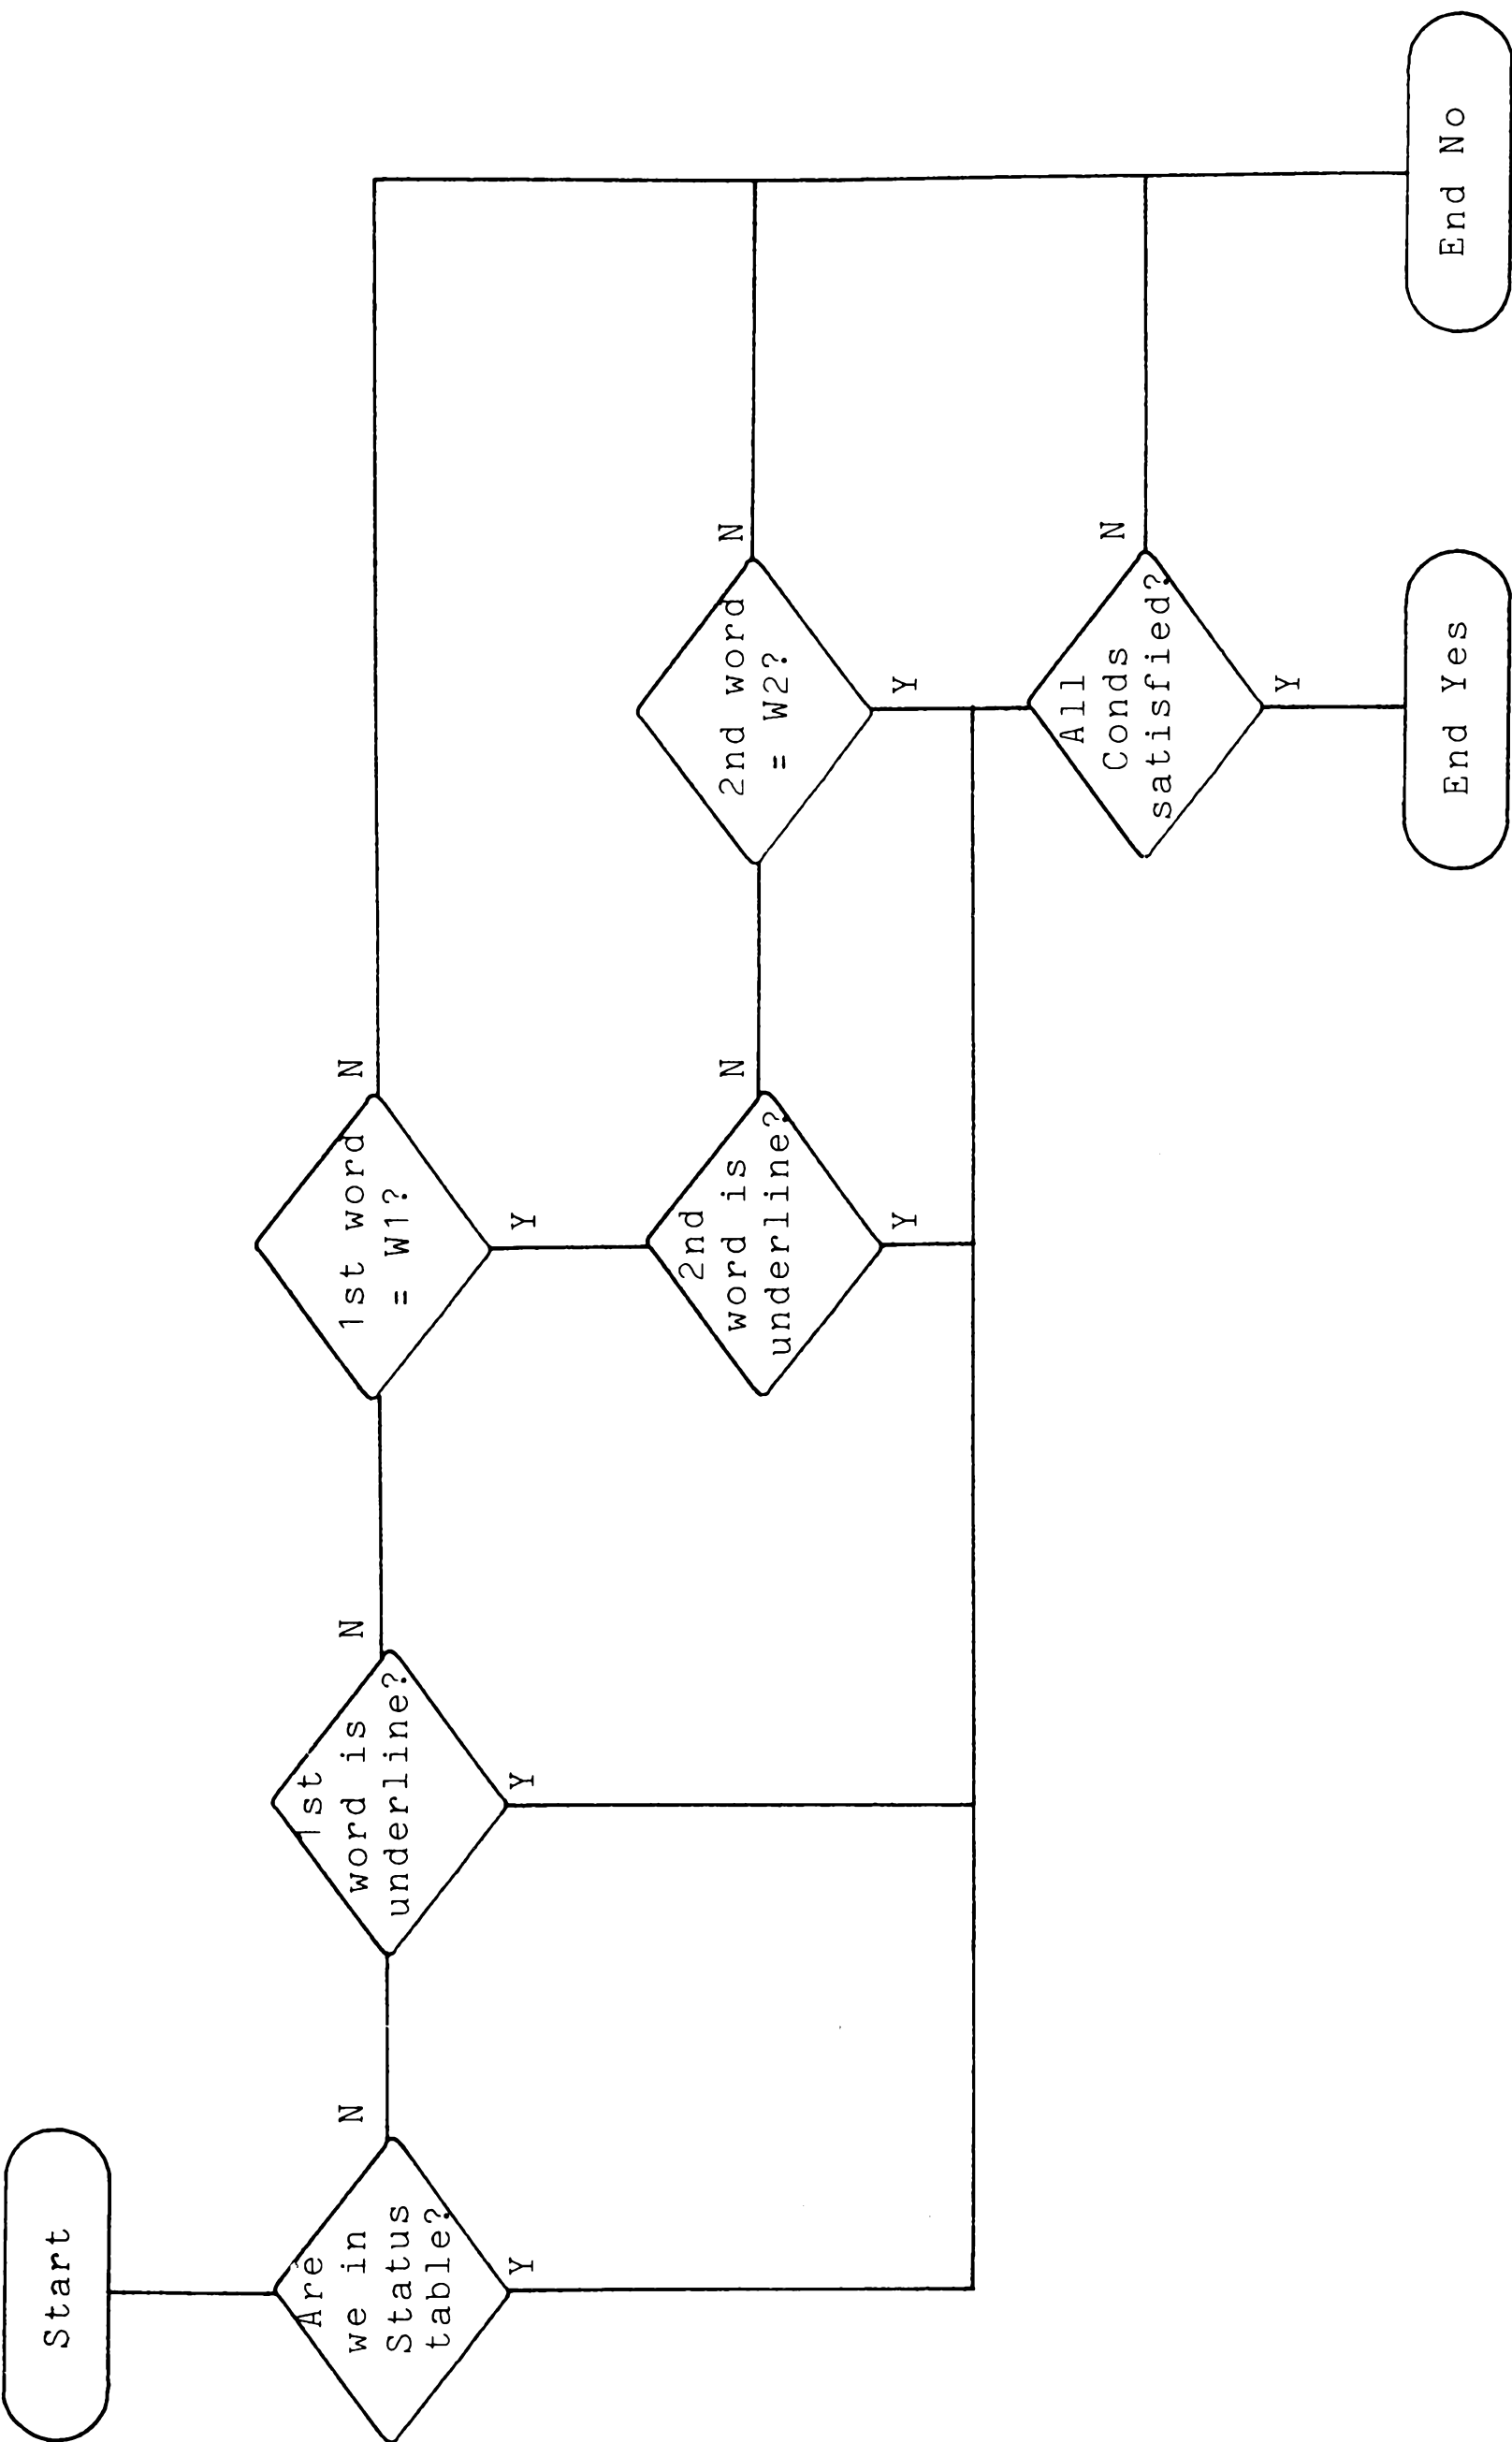 Start
Are
we in
Status
table?
N
Y
1st
word is
underline?
N
Y
1st word
= W1?
N
Y
2nd
word is
underline?
N
Y
2nd word
= W2?
N
Y
All
Conds
satisfied?
N
Y
End Yes
End No